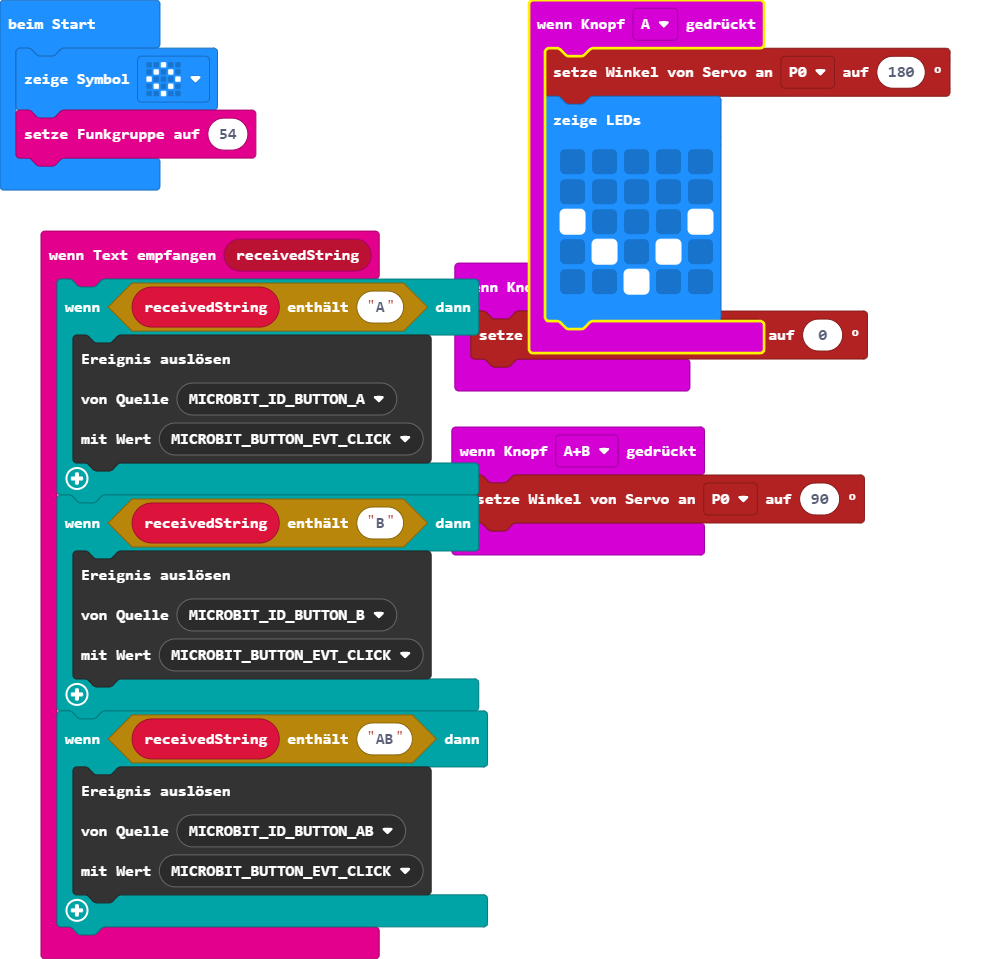 beim Start
zeige Symbol
setze Funkgruppe auf 54
wenn Knopf A gedrückt
setze Winkel von Servo an P0 auf 180 °
zeige LEDs
wenn Text empfangen receivedString
wenn receivedString enthält "A" dann
Ereignis auslösen
von Quelle MICROBIT_ID_BUTTON_A
mit Wert MICROBIT_BUTTON_EVT_CLICK
wenn receivedString enthält "B" dann
Ereignis auslösen
von Quelle MICROBIT_ID_BUTTON_B
mit Wert MICROBIT_BUTTON_EVT_CLICK
wenn receivedString enthält "AB" dann
Ereignis auslösen
von Quelle MICROBIT_ID_BUTTON_AB
mit Wert MICROBIT_BUTTON_EVT_CLICK
setze auf 0 °
wenn Knopf A+B gedrückt
setze Winkel von Servo an P0 auf 90 °